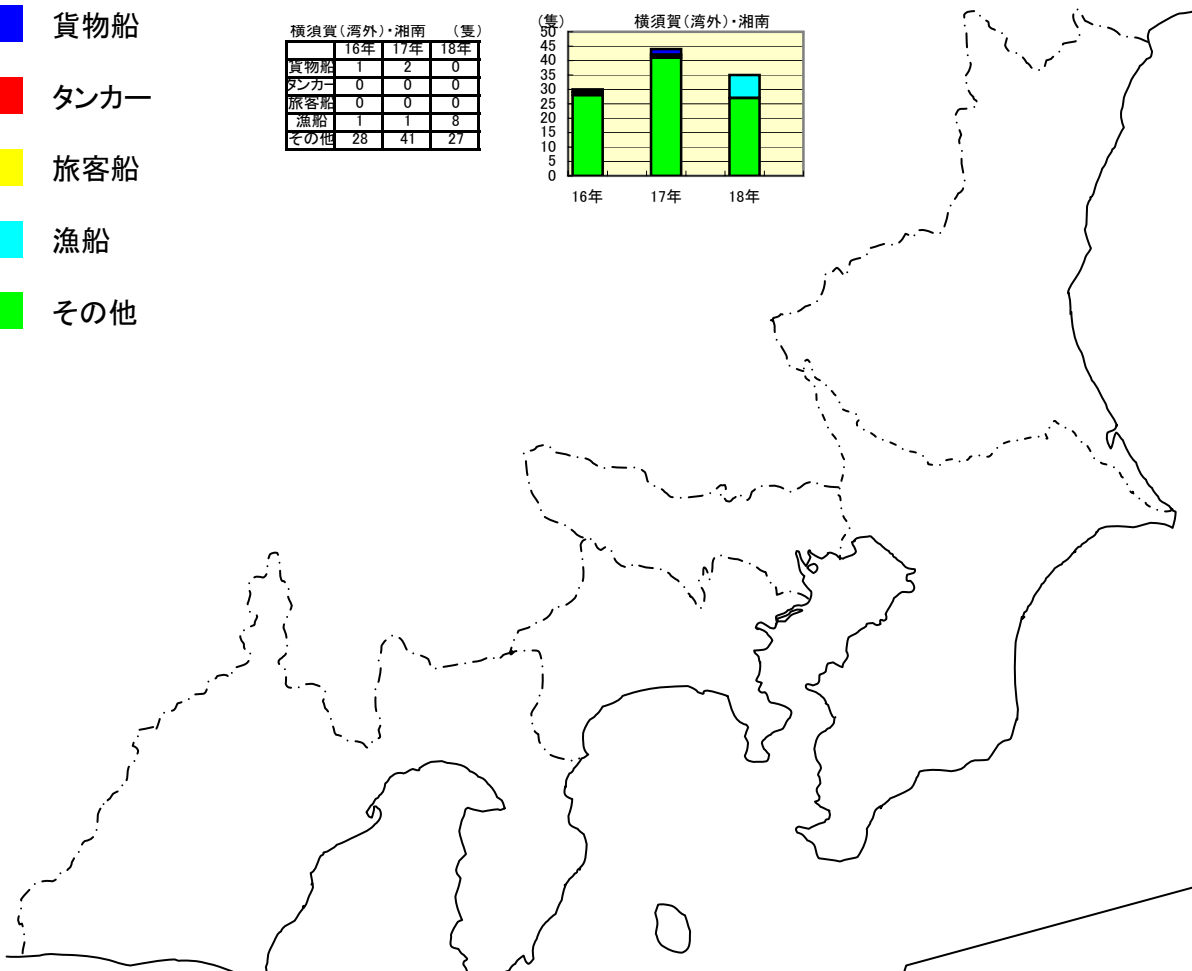 貨物船
タンカー
旅客船
漁船
その他
横須賀(湾外)・湘南 (隻)
16年 17年 18年
貨物船 1 2 0
タンカー 0 0 0
旅客船 0 0 0
漁船 1 1 8
その他 28 41 27
(隻) 横須賀(湾外)・湘南
50
45
40
35
30
25
20
15
10
5
0
16年 17年 18年